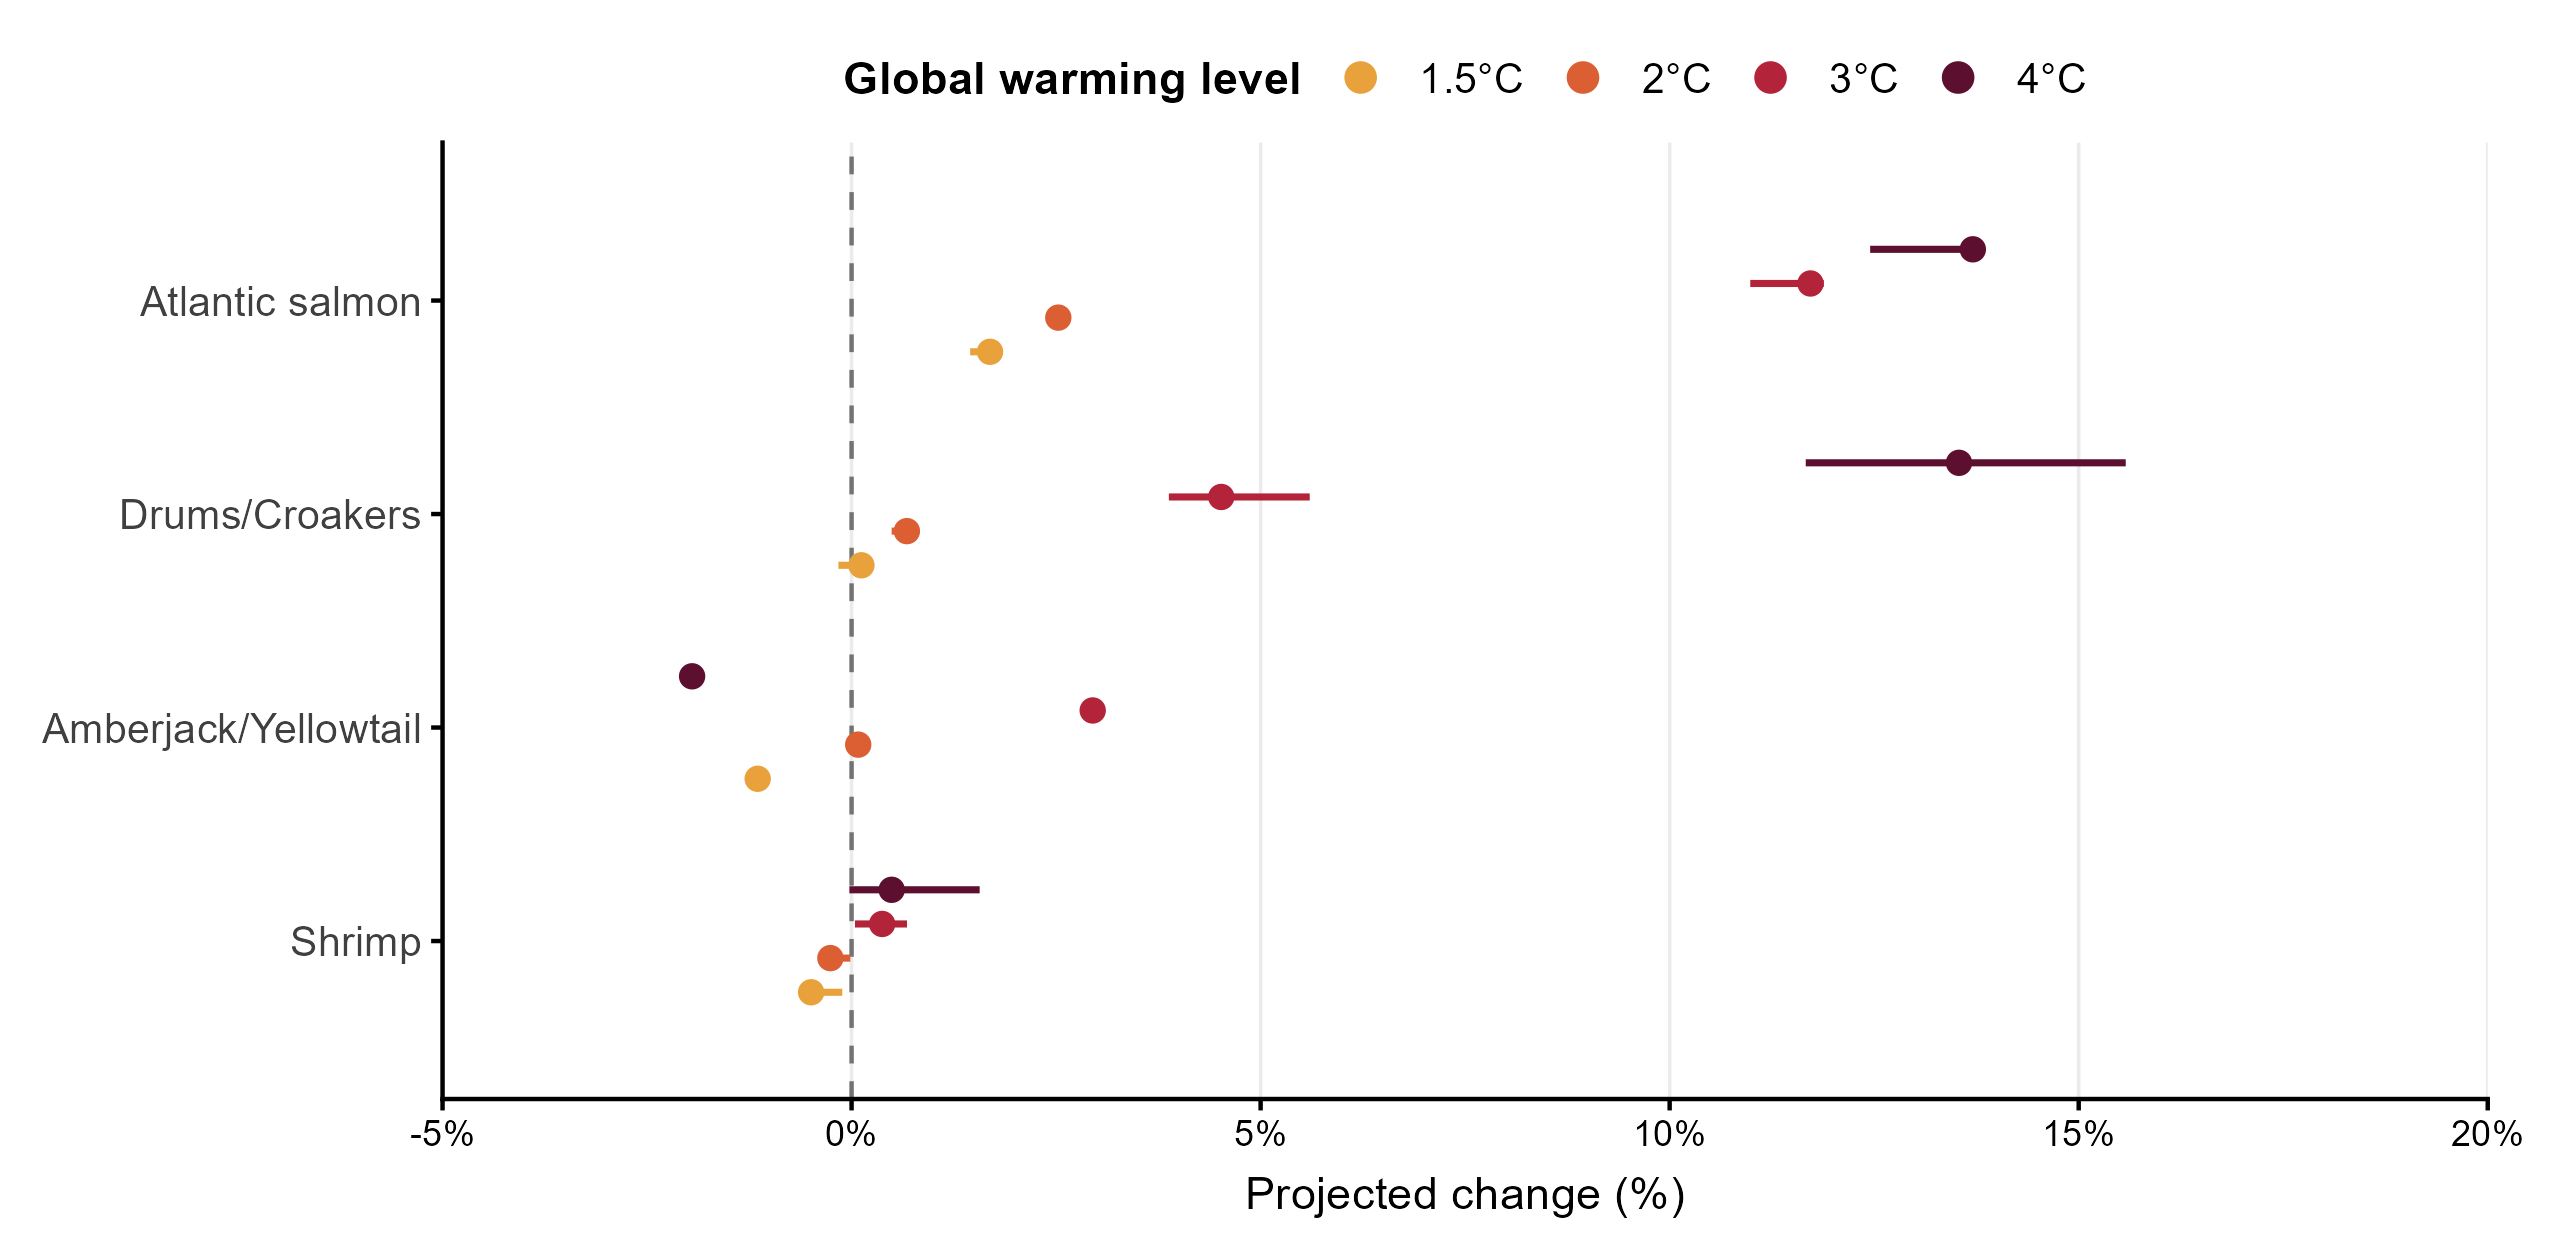 Global warming level 1.5°C 2°C 3°C 4°C
Atlantic salmon
Drums/Croakers
Amberjack/Yellowtail
Shrimp
-5% 0% 5% 10% 15% 20%
Projected change (%)